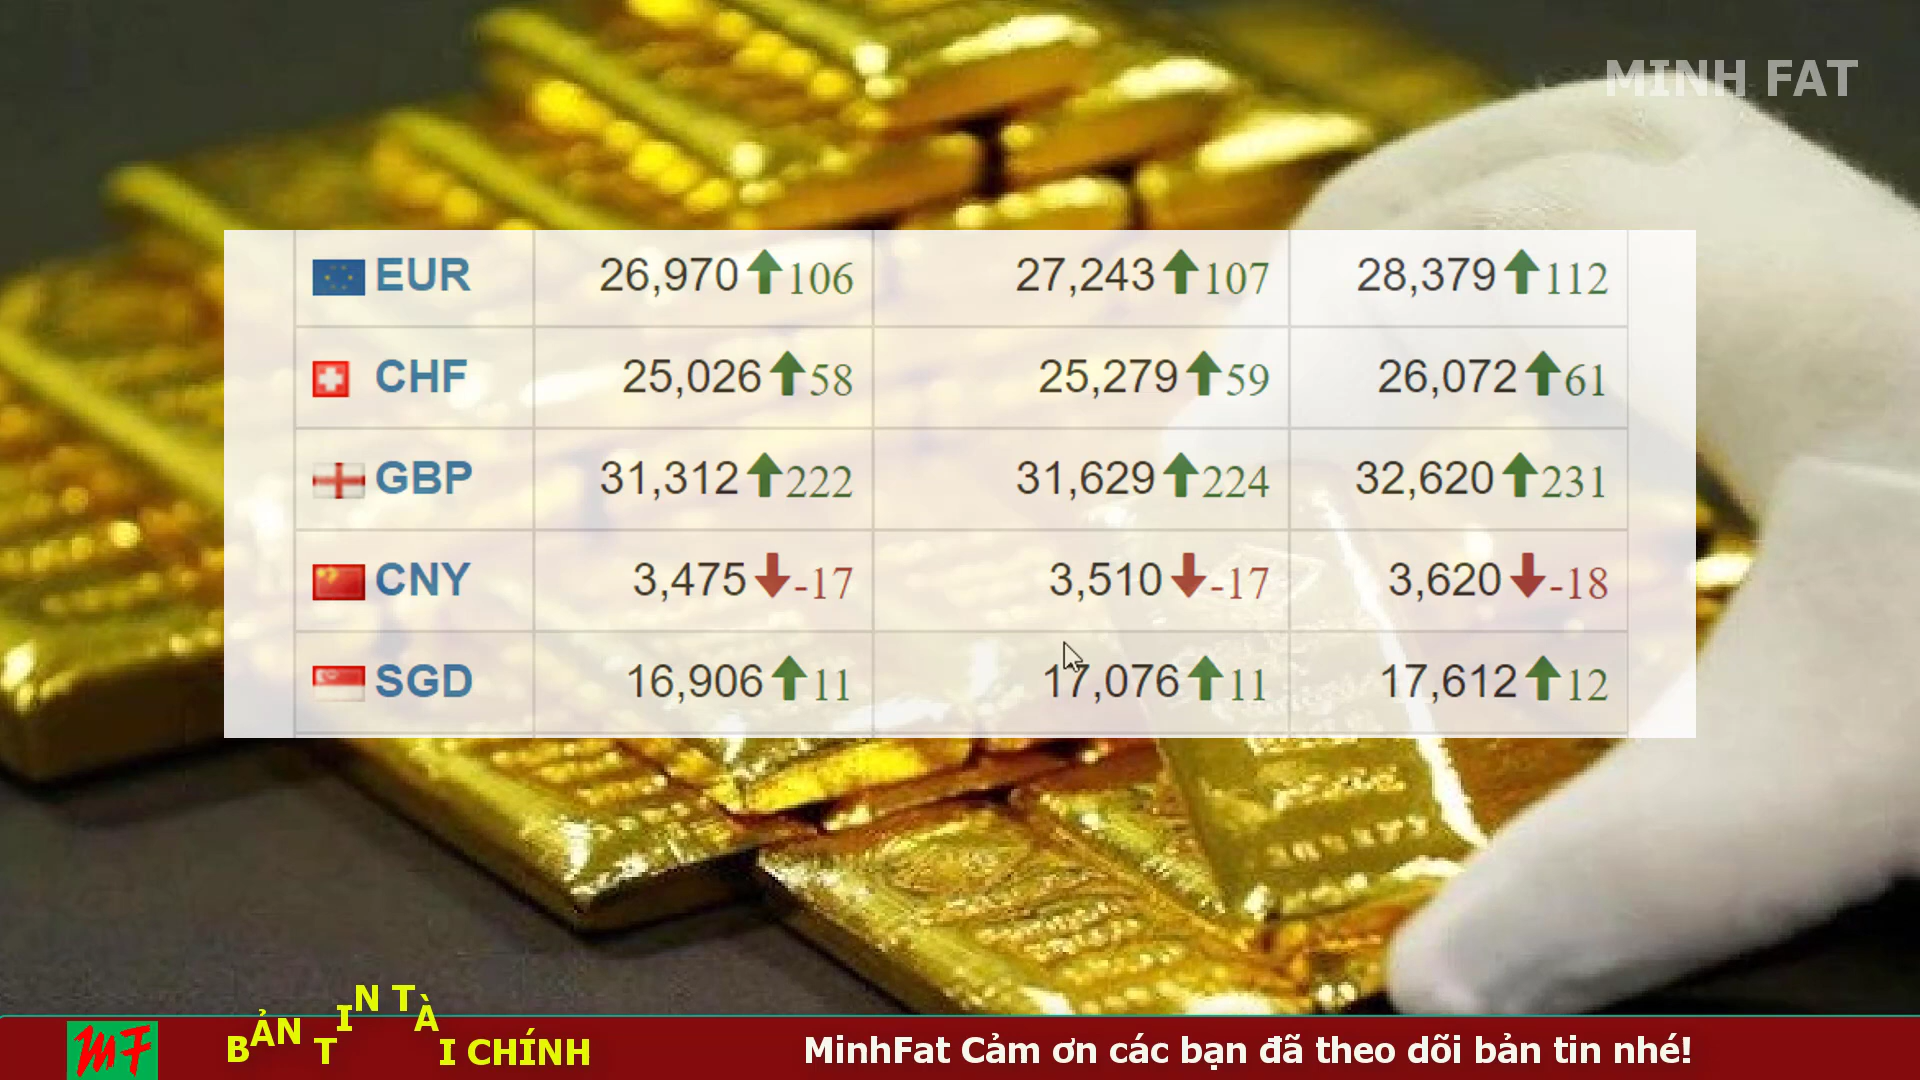 MINH FAT
EUR 26,970 106 27,243 107 28,379 112
CHF 25,026 58 25,279 59 26,072 61
GBP 31,312 222 31,629 224 32,620 231
CNY 3,475 -17 3,510 -17 3,620 -18
SGD 16,906 11 17,076 11 17,612 12
MF BẢN TIN TÀI CHÍNH MinhFat Cảm ơn các bạn đã theo dõi bản tin nhé!